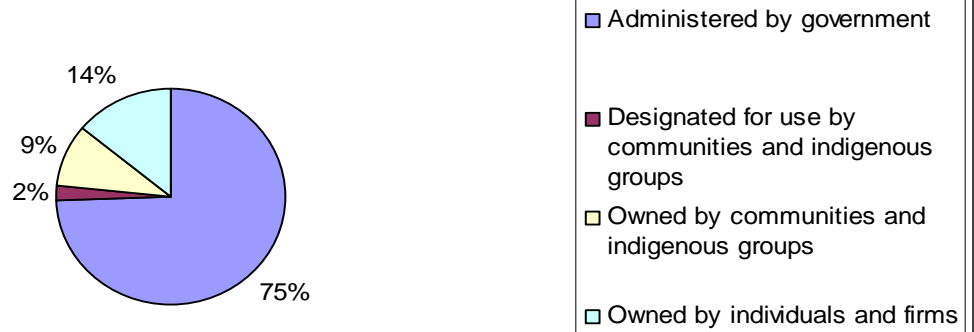 14%
9%
2%
75%
Administered by government
Designated for use by
communities and indigenous
groups
Owned by communities and
indigenous groups
Owned by individuals and firms